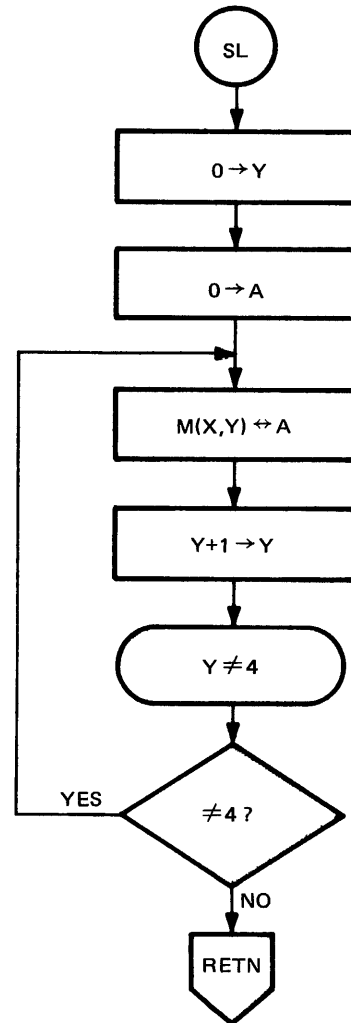 SL
0→Y
0→A
M(X,Y)↔A
Y+1→Y
Y≠4
YES
≠4?
NO
RETN